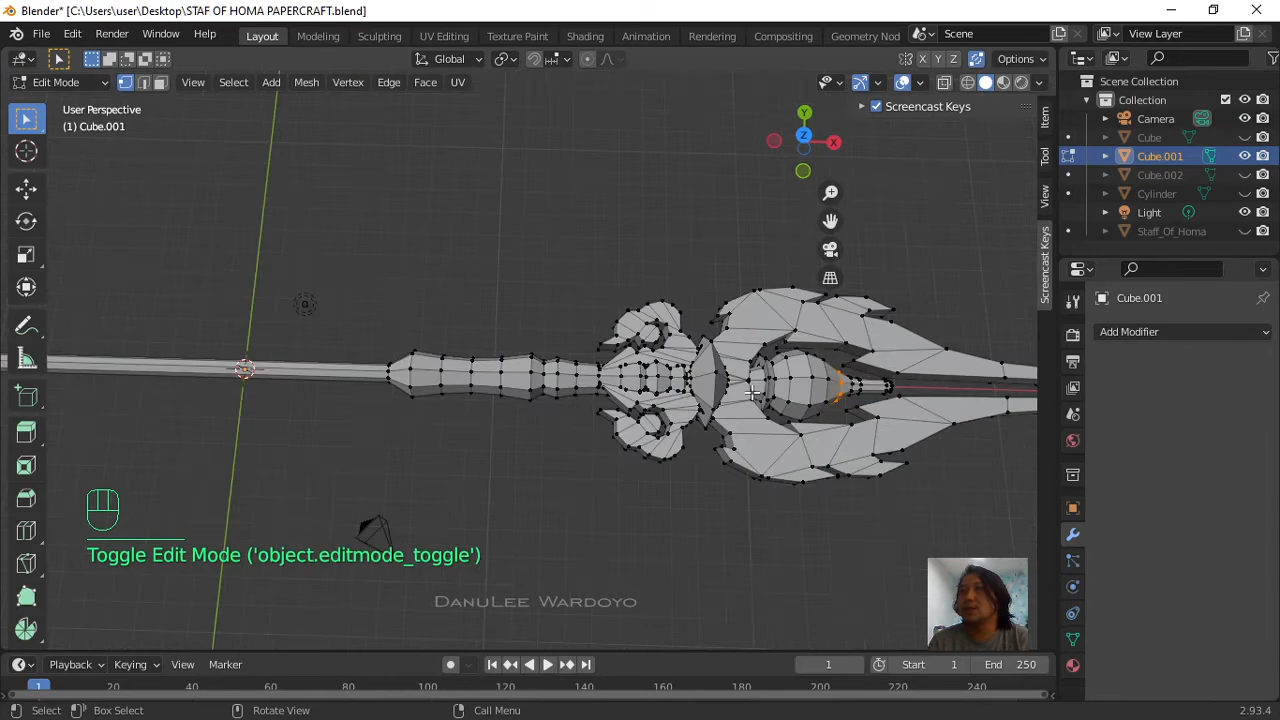 Blender* [C:\Users\user\Desktop\STAF OF HOMA PAPERCRAFT.blend]
File Edit Render Window Help Layout Modeling Sculpting UV Editing Texture Paint Shading Animation Rendering Compositing Geometry Nod Scene View Layer
Global X Y Z Options
Edit Mode View Select Add Mesh Vertex Edge Face UV
User Perspective
(1) Cube.001
Screencast Keys
Y
Z
X
Item
Tool
View
Screencast Keys
Scene Collection
Collection
Camera
Cube
Cube.001
Cube.002
Cylinder
Light
Staff_Of_Homa
Cube.001
Add Modifier
Toggle Edit Mode ('object.editmode_toggle')
DanuLee Wardoyo
Playback Keying View Marker 1 Start 1 End 250
1 20 40 60 80 100 120 140 160 180 200 220 240
Select Box Select Rotate View Call Menu 2.93.4